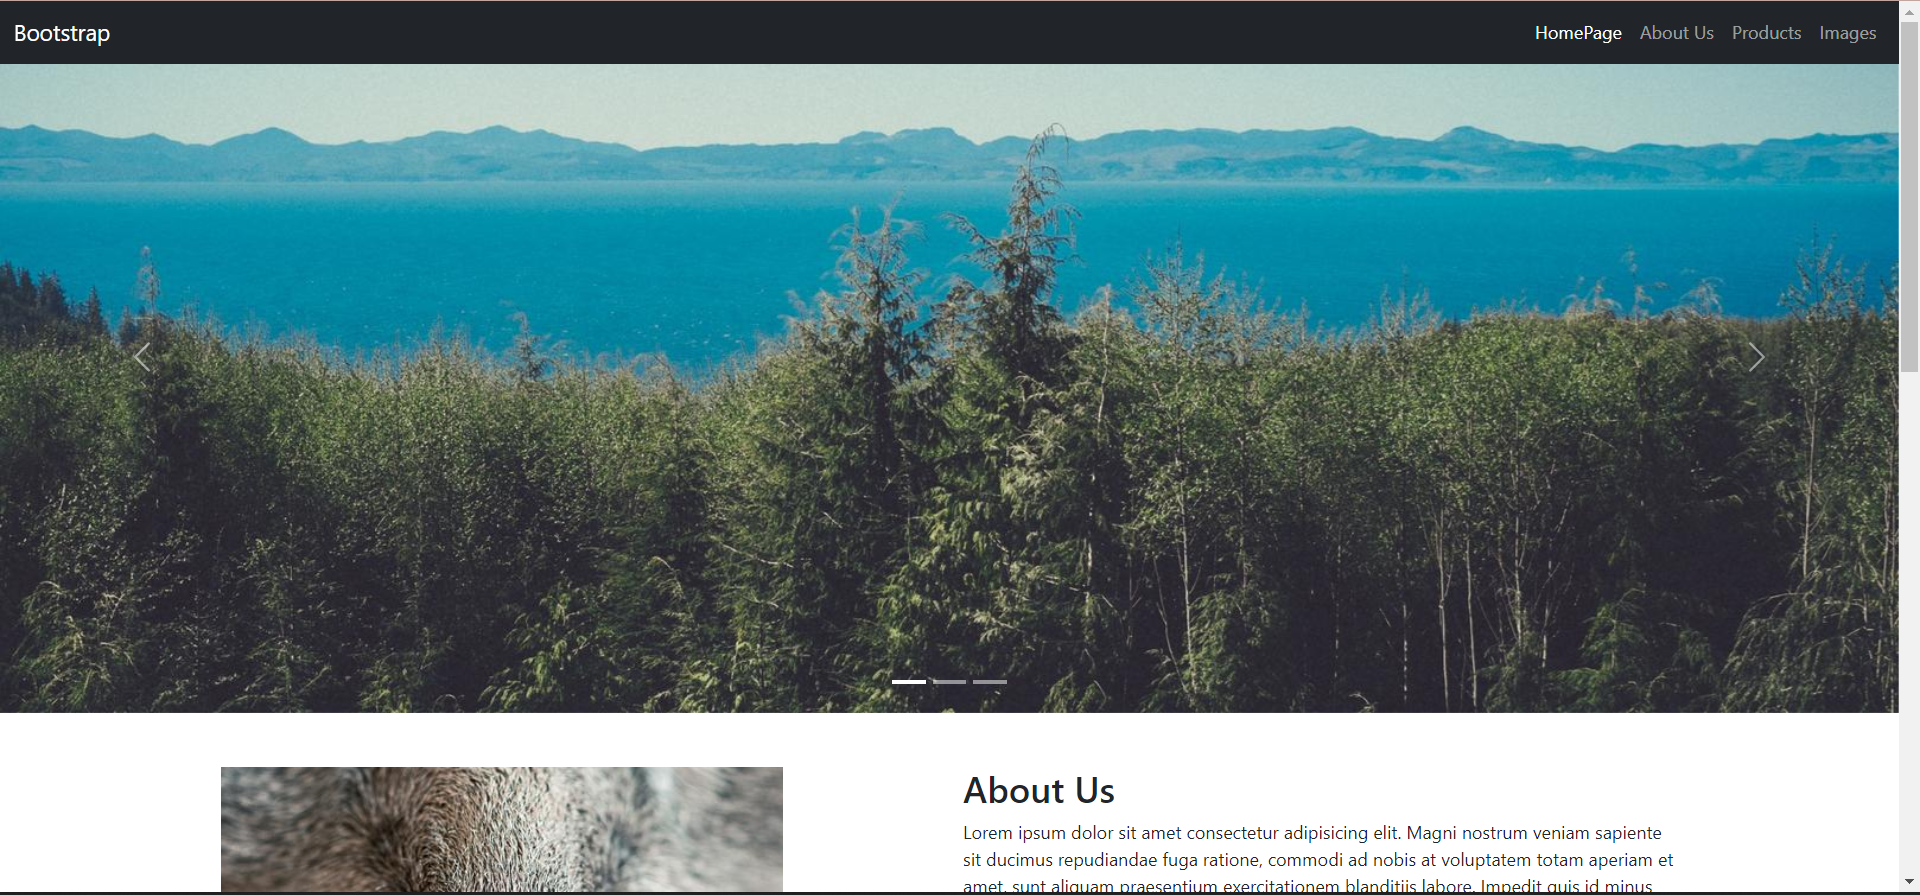 Bootstrap
HomePage About Us Products Images
About Us
Lorem ipsum dolor sit amet consectetur adipisicing elit. Magni nostrum veniam sapiente
sit ducimus repudiandae fuga ratione, commodi ad nobis at voluptatem totam aperiam et
amet, sunt aliquam praesentium exercitationem blanditiis labore. Impedit quis id minus